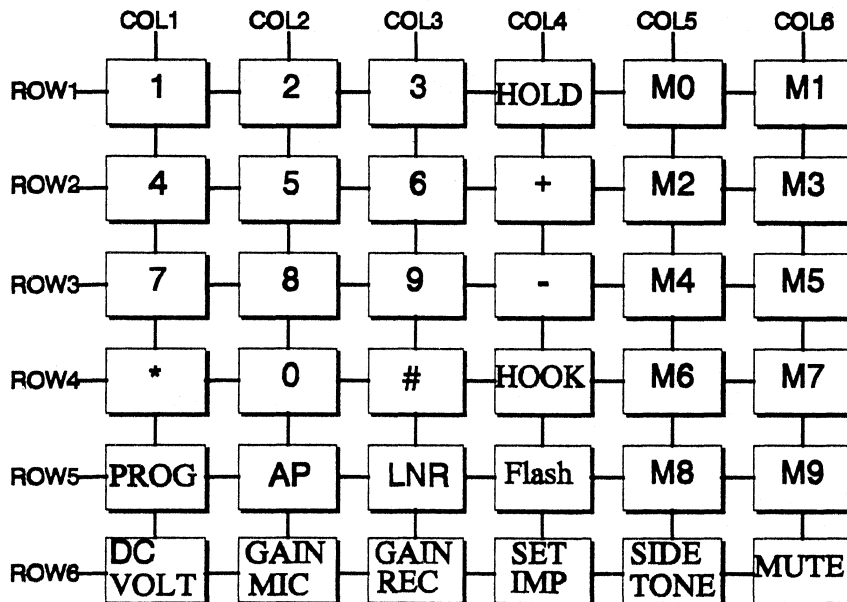 COL1 COL2 COL3 COL4 COL5 COL6
ROW1 1 2 3 HOLD M0 M1
ROW2 4 5 6 + M2 M3
ROW3 7 8 9 - M4 M5
ROW4 * 0 # HOOK M6 M7
ROW5 PROG AP LNR Flash M8 M9
DC GAIN GAIN SET SIDE
ROW6 VOLT MIC REC IMP TONE MUTE